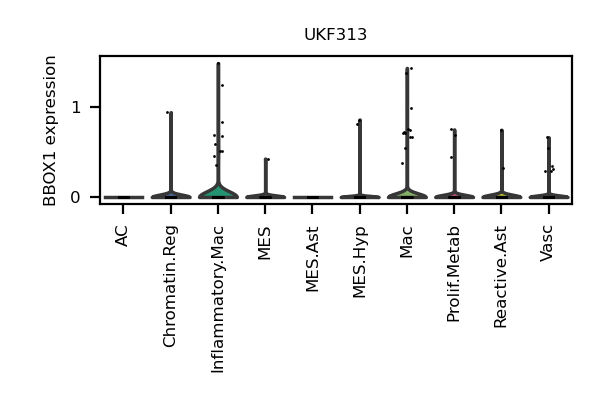 UKF313
BBOX1 expression
1
0
AC
Chromatin.Reg
Inflammatory.Mac
MES
MES.Ast
MES.Hyp
Mac
Prolif.Metab
Reactive.Ast
Vasc